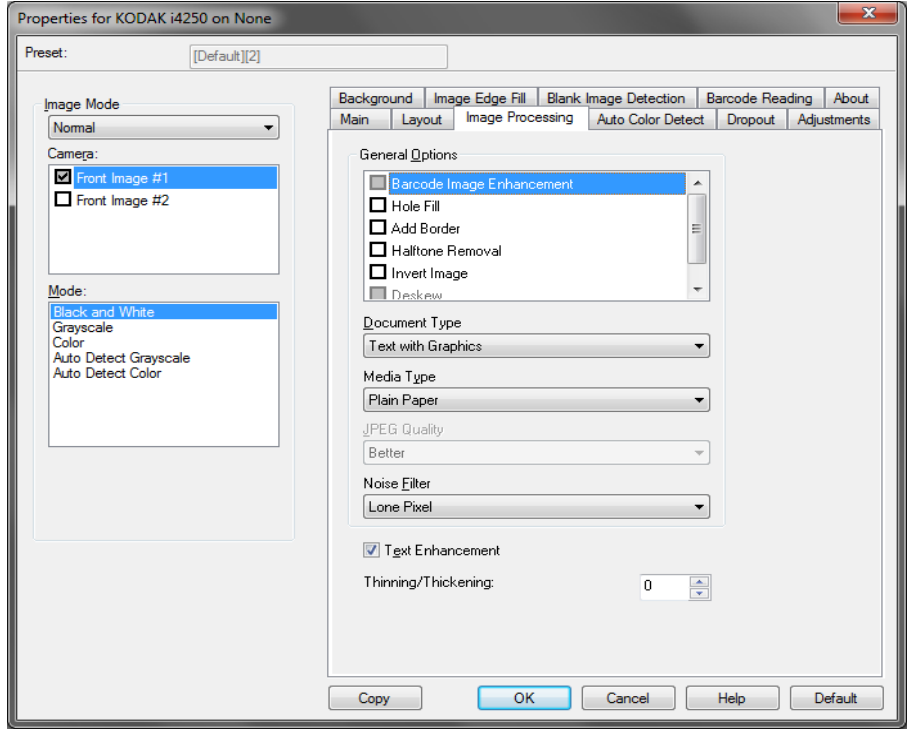 Properties for KODAK i4250 on None
Preset: [Default][2]
Image Mode
Normal
Camera:
Front Image #1
Front Image #2
Mode:
Black and White
Grayscale
Color
Auto Detect Grayscale
Auto Detect Color
Background Image Edge Fill Blank Image Detection Barcode Reading About
Main Layout Image Processing Auto Color Detect Dropout Adjustments
General Options
Barcode Image Enhancement
Hole Fill
Add Border
Halftone Removal
Invert Image
Deskew
Document Type
Text with Graphics
Media Type
Plain Paper
JPEG Quality
Better
Noise Filter
Lone Pixel
Text Enhancement
Thinning/Thickening: 0
Copy OK Cancel Help Default